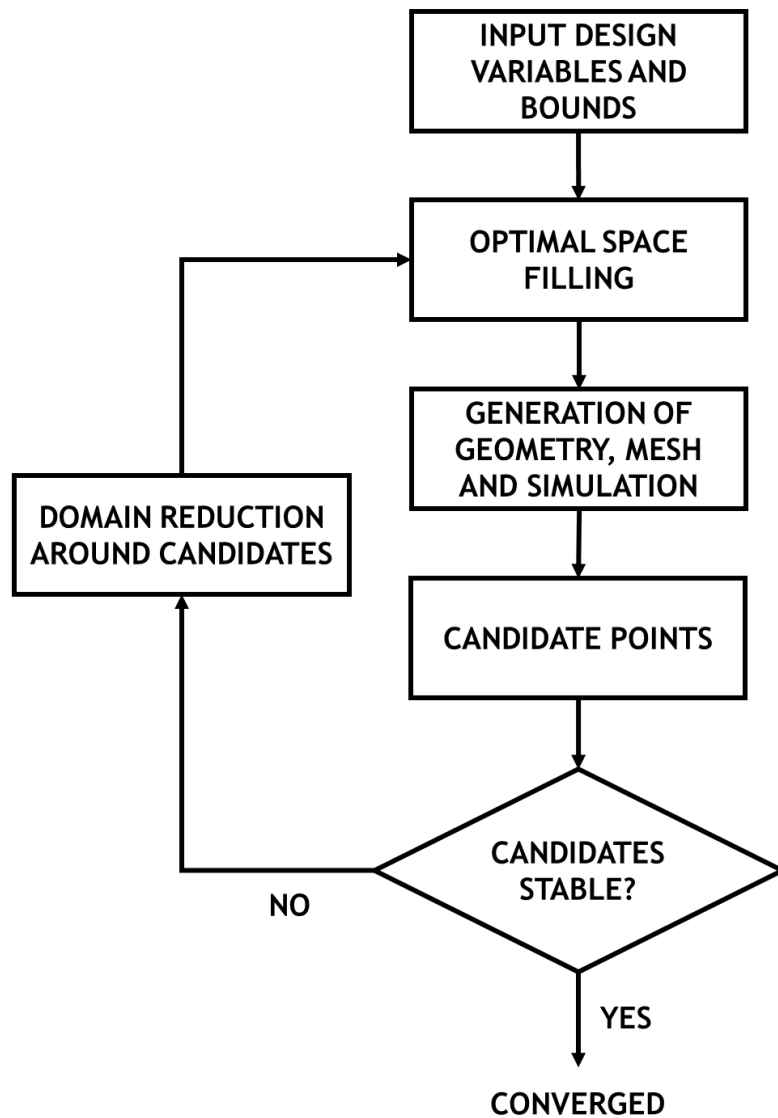 INPUT DESIGN
VARIABLES AND
BOUNDS
OPTIMAL SPACE
FILLING
GENERATION OF
GEOMETRY, MESH
AND SIMULATION
DOMAIN REDUCTION
AROUND CANDIDATES
CANDIDATE POINTS
CANDIDATES
STABLE?
NO
YES
CONVERGED